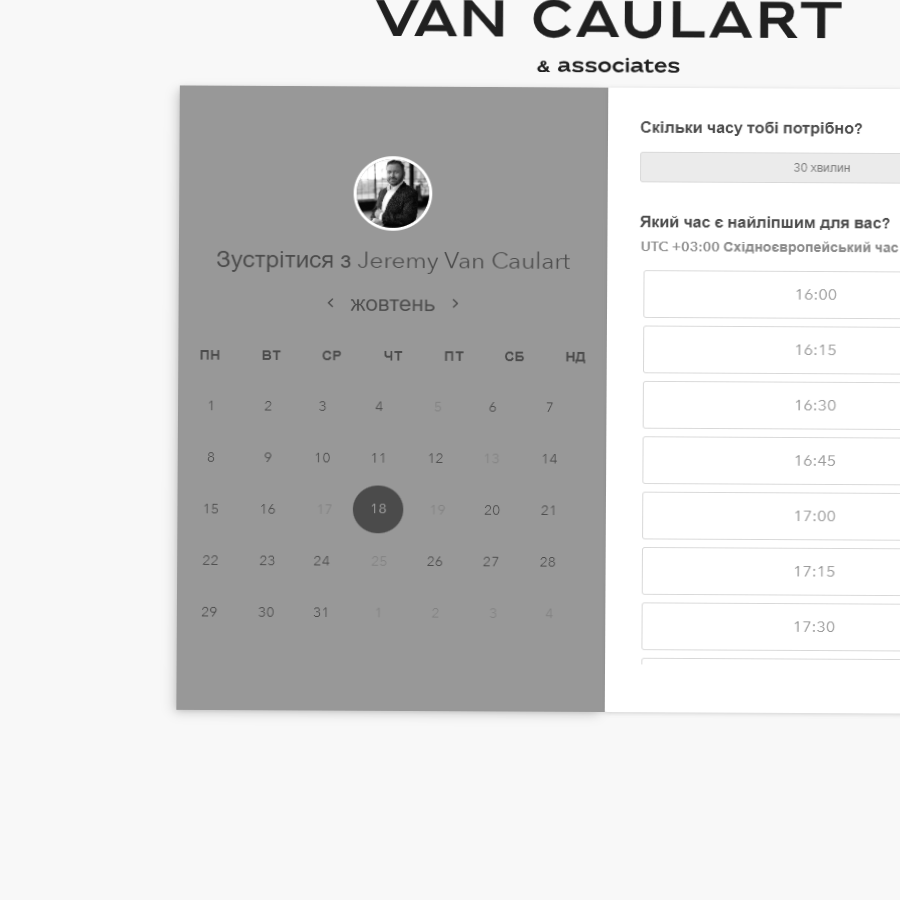 VAN CAULART
& associates
Зустрітися з Jeremy Van Caulart
жовтень
ПН ВТ СР ЧТ ПТ СБ НД
1 2 3 4 5 6 7
8 9 10 11 12 13 14
15 16 17 18 19 20 21
22 23 24 25 26 27 28
29 30 31 1 2 3 4
Скільки часу тобі потрібно?
30 хвилин
Який час є найліпшим для вас?
UTC +03:00 Східноєвропейський час
16:00
16:15
16:30
16:45
17:00
17:15
17:30